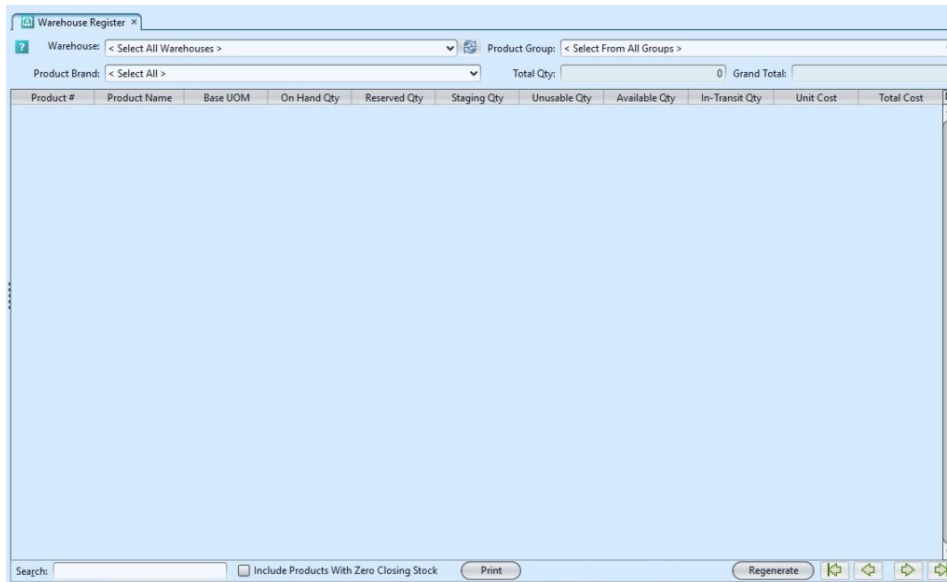 Warehouse Register ×
? Warehouse: < Select All Warehouses > Product Group: < Select From All Groups >
Product Brand: < Select All > Total Qty: 0 Grand Total:
Product # Product Name Base UOM On Hand Qty Reserved Qty Staging Qty Unusable Qty Available Qty In-Transit Qty Unit Cost Total Cost
Search: Include Products With Zero Closing Stock Print Regenerate